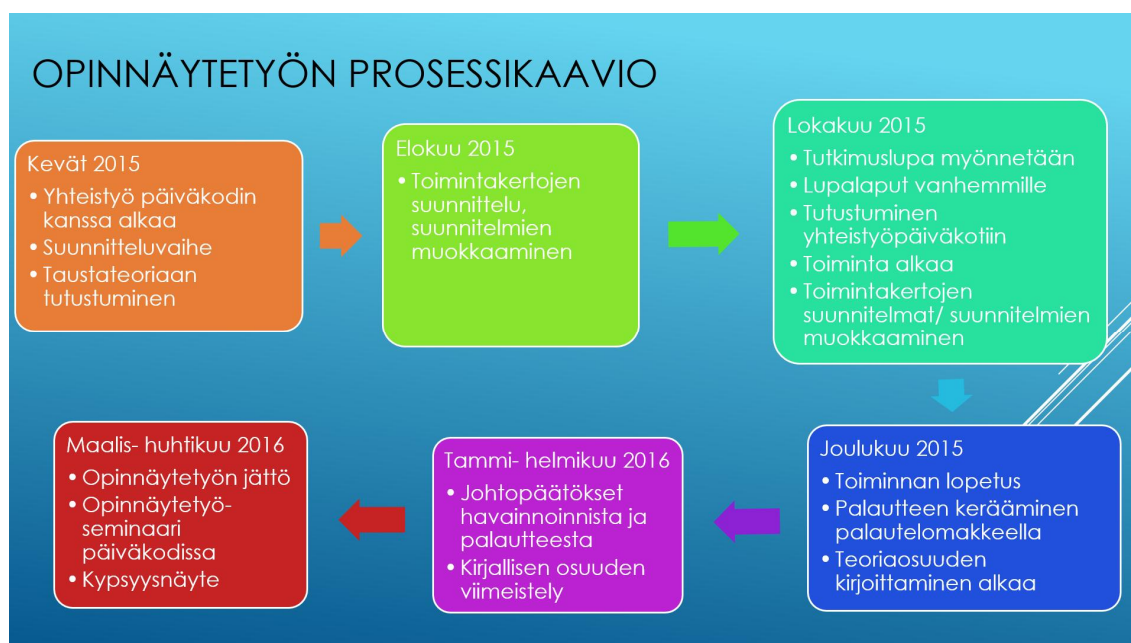 OPINNÄYTETYÖN PROSESSIKAAVIO
Kevät 2015
• Yhteistyö päiväkodin
kanssa alkaa
• Suunnitteluvaihe
• Taustateoriaan
tutustuminen
Elokuu 2015
• Toimintakertojen
suunnittelu,
suunnitelmien
muokkaaminen
Lokakuu 2015
• Tutkimuslupa myönnetään
• Lupalaput vanhemmille
• Tutustuminen
yhteistyöpäiväkotiin
• Toiminta alkaa
• Toimintakertojen
suunnitelmat/ suunnitelmien
muokkaaminen
Joulukuu 2015
• Toiminnan lopetus
• Palautteen kerääminen
palautelomakkeella
• Teoriaosuuden
kirjoittaminen alkaa
Tammi- helmikuu 2016
• Johtopäätökset
havainnoinnista ja
palautteesta
• Kirjallisen osuuden
viimeistely
Maalis- huhtikuu 2016
• Opinnäytetyön jättö
• Opinnäytetyö-
seminaari
päiväkodissa
• Kypsyysnäyte